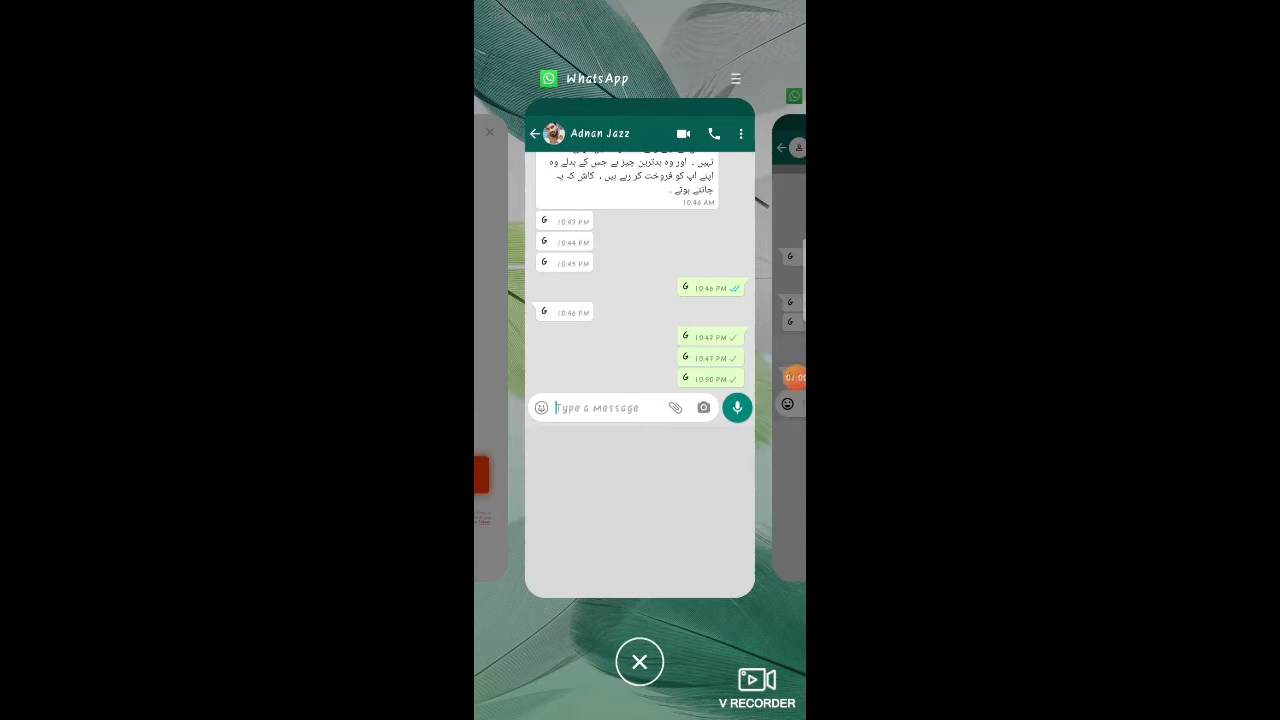 WhatsApp
Adnan Jazz
نہیں ۔ اور وہ بدترین چیز ہے جس کے بدلے وہ
اپنے اپ کو فروخت کر رہے ہیں ، کاش کہ یہ
جانتے ہوتے ۔
10:46 AM
G 10:43 PM
G 10:44 PM
G 10:45 PM
G 10:46 PM
G 10:46 PM
G 10:47 PM
G 10:47 PM
G 10:50 PM
Type a message
G
G
G
V RECORDER